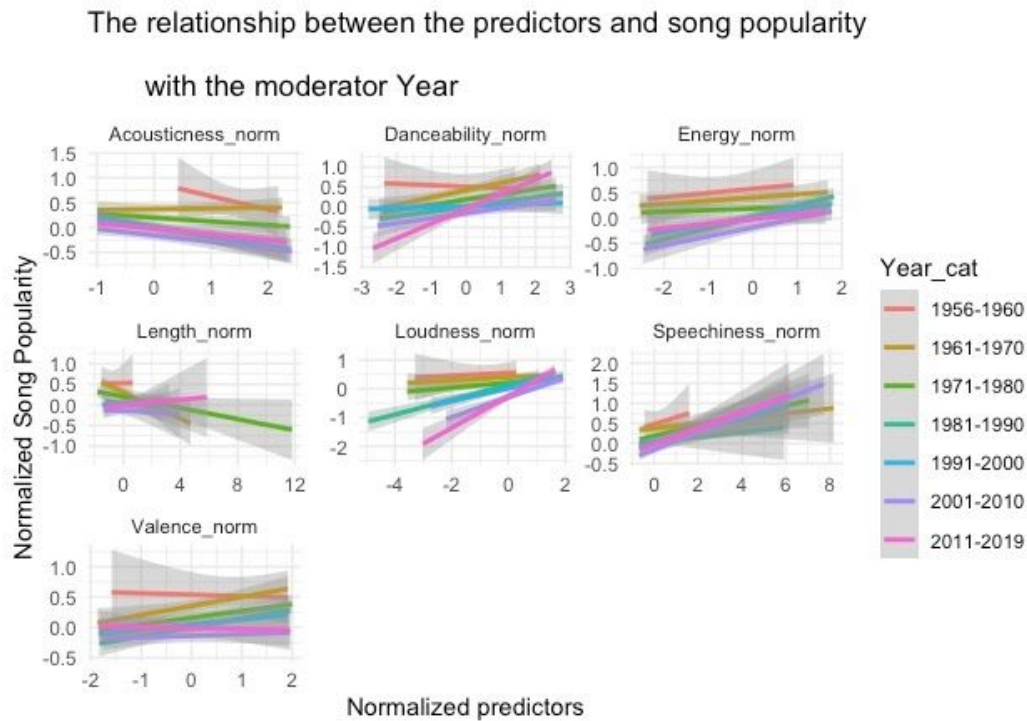 The relationship between the predictors and song popularity
with the moderator Year
Acousticness_norm
Danceability_norm
Energy_norm
1.5
1.0
0.5
0.0
-0.5
-1 0 1 2
1.0
0.5
0.0
-0.5
-1.0
-1.5
-3 -2 -1 0 1 2 3
1.0
0.5
0.0
-0.5
-1.0
-2 -1 0 1 2
Length_norm
Loudness_norm
Speechiness_norm
1.0
0.5
0.0
-0.5
-1.0
0 4 8 12
1
0
-1
-2
-4 -2 0 2
2.0
1.5
1.0
0.5
0.0
-0.5
0 2 4 6 8
Valence_norm
1.0
0.5
0.0
-0.5
-2 -1 0 1 2
Normalized Song Popularity
Normalized predictors
Year_cat
1956-1960
1961-1970
1971-1980
1981-1990
1991-2000
2001-2010
2011-2019